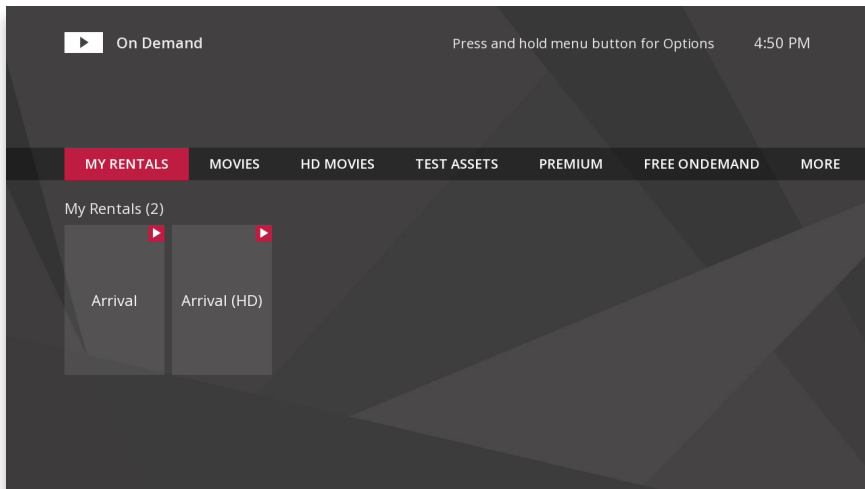 On Demand Press and hold menu button for Options 4:50 PM
MY RENTALS MOVIES HD MOVIES TEST ASSETS PREMIUM FREE ONDEMAND MORE
My Rentals (2)
Arrival Arrival (HD)